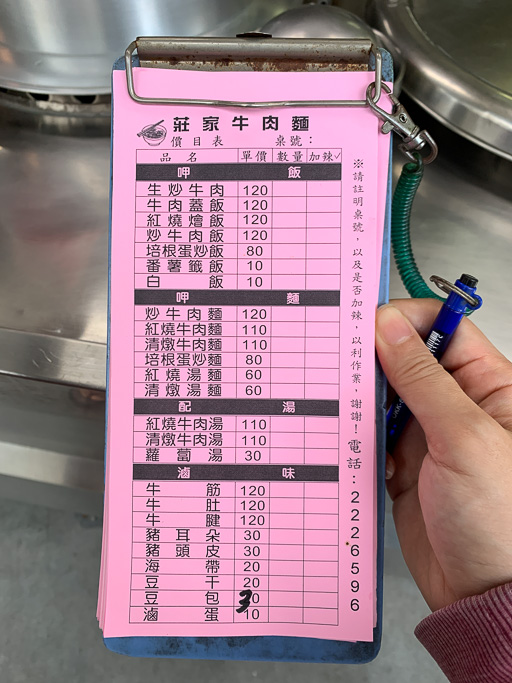 莊家牛肉麵
價目表 桌號：
品名 單價 數量 加辣✓
呷飯
生炒牛肉 120
牛肉蓋飯 120
紅燒燴飯 120
炒牛肉飯 120
培根蛋炒飯 80
番薯籤飯 10
白飯 10
呷麵
炒牛肉麵 120
紅燒牛肉麵 110
清燉牛肉麵 110
培根蛋炒麵 80
紅燒湯麵 60
清燉湯麵 60
配湯
紅燒牛肉湯 110
清燉牛肉湯 110
蘿蔔湯 30
滷味
牛筋 120
牛肚 120
牛腱 120
豬耳朵 30
豬頭皮 30
海帶 20
豆干 20
豆包 30
滷蛋 10
※請註明桌號，以及是否加辣，以利作業，謝謝！電話：2226596